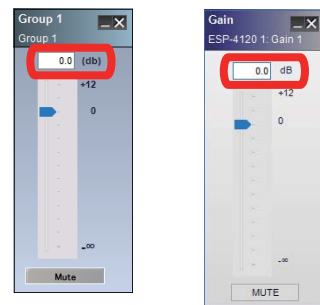 Group 1
Group 1
0.0 (db)
+12
0
-∞
Mute
Gain
ESP-4120 1: Gain 1
0.0 dB
+12
0
-∞
MUTE